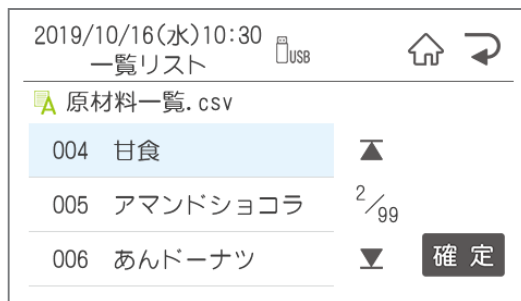 2019/10/16(水)10:30
一覧リスト
USB
原材料一覧.csv
004 甘食
005 アマンドショコラ
2/99
006 あんドーナツ
確定